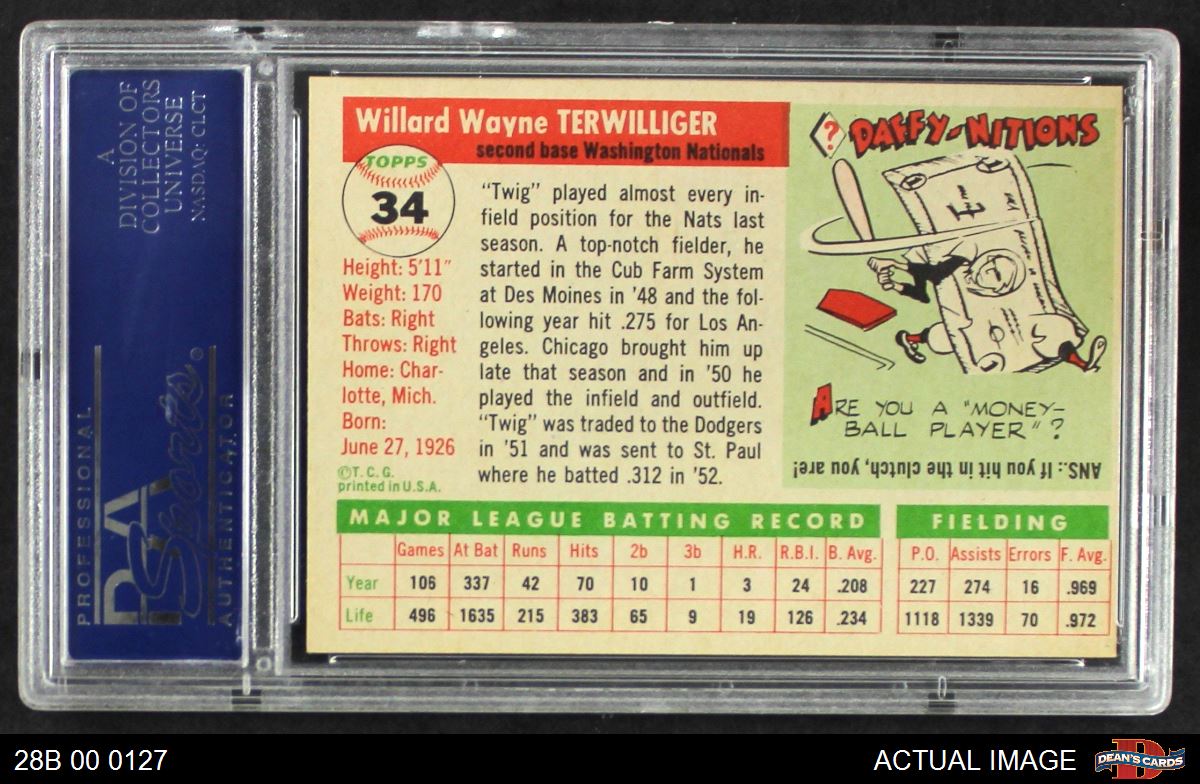 A
DIVISION OF
COLLECTORS
UNIVERSE
NASDAQ: CLCT
PROFESSIONAL
PSA
Sports
AUTHENTICATOR
Willard Wayne TERWILLIGER
second base Washington Nationals
TOPPS
34
Height: 5'11"
Weight: 170
Bats: Right
Throws: Right
Home: Char-
lotte, Mich.
Born:
June 27, 1926
©T. C. G.
printed in U.S.A.
"Twig" played almost every in-
field position for the Nats last
season. A top-notch fielder, he
started in the Cub Farm System
at Des Moines in '48 and the fol-
lowing year hit .275 for Los An-
geles. Chicago brought him up
late that season and in '50 he
played the infield and outfield.
"Twig" was traded to the Dodgers
in '51 and was sent to St. Paul
where he batted .312 in '52.
? DAFFY-NITIONS
ARE YOU A "MONEY-
BALL PLAYER"?
ANS.: If you hit in the clutch, you are!
MAJOR LEAGUE BATTING RECORD FIELDING
Games At Bat Runs Hits 2b 3b H.R. R.B.I. B. Avg. P.O. Assists Errors F. Avg.
Year 106 337 42 70 10 1 3 24 .208 227 274 16 .969
Life 496 1635 215 383 65 9 19 126 .234 1118 1339 70 .972
28B 00 0127
ACTUAL IMAGE
DEAN'S CARDS